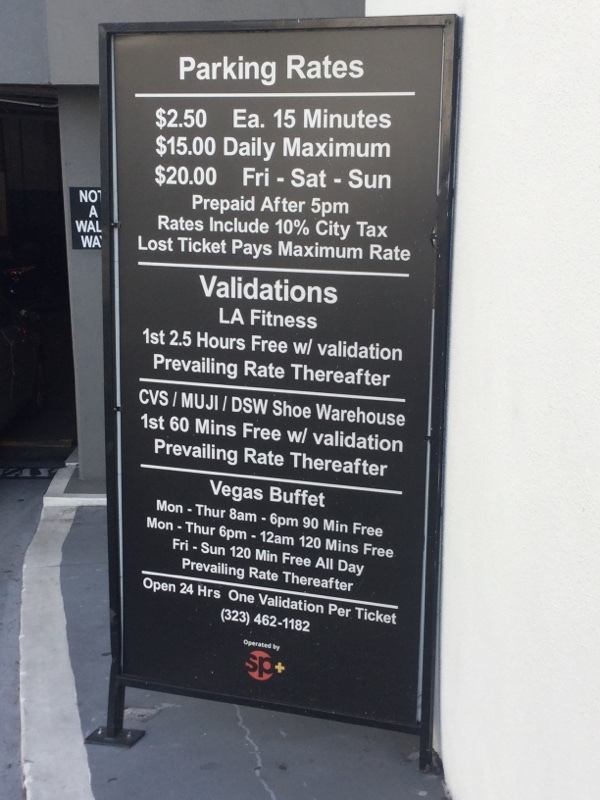 Parking Rates
$2.50 Ea. 15 Minutes
$15.00 Daily Maximum
$20.00 Fri - Sat - Sun
Prepaid After 5pm
Rates Include 10% City Tax
Lost Ticket Pays Maximum Rate
Validations
LA Fitness
1st 2.5 Hours Free w/ validation
Prevailing Rate Thereafter
CVS / MUJI / DSW Shoe Warehouse
1st 60 Mins Free w/ validation
Prevailing Rate Thereafter
Vegas Buffet
Mon - Thur 8am - 6pm 90 Min Free
Mon - Thur 6pm - 12am 120 Mins Free
Fri - Sun 120 Min Free All Day
Prevailing Rate Thereafter
Open 24 Hrs One Validation Per Ticket
(323) 462-1182
Operated by
sp+
NOT
A
WAL
WA